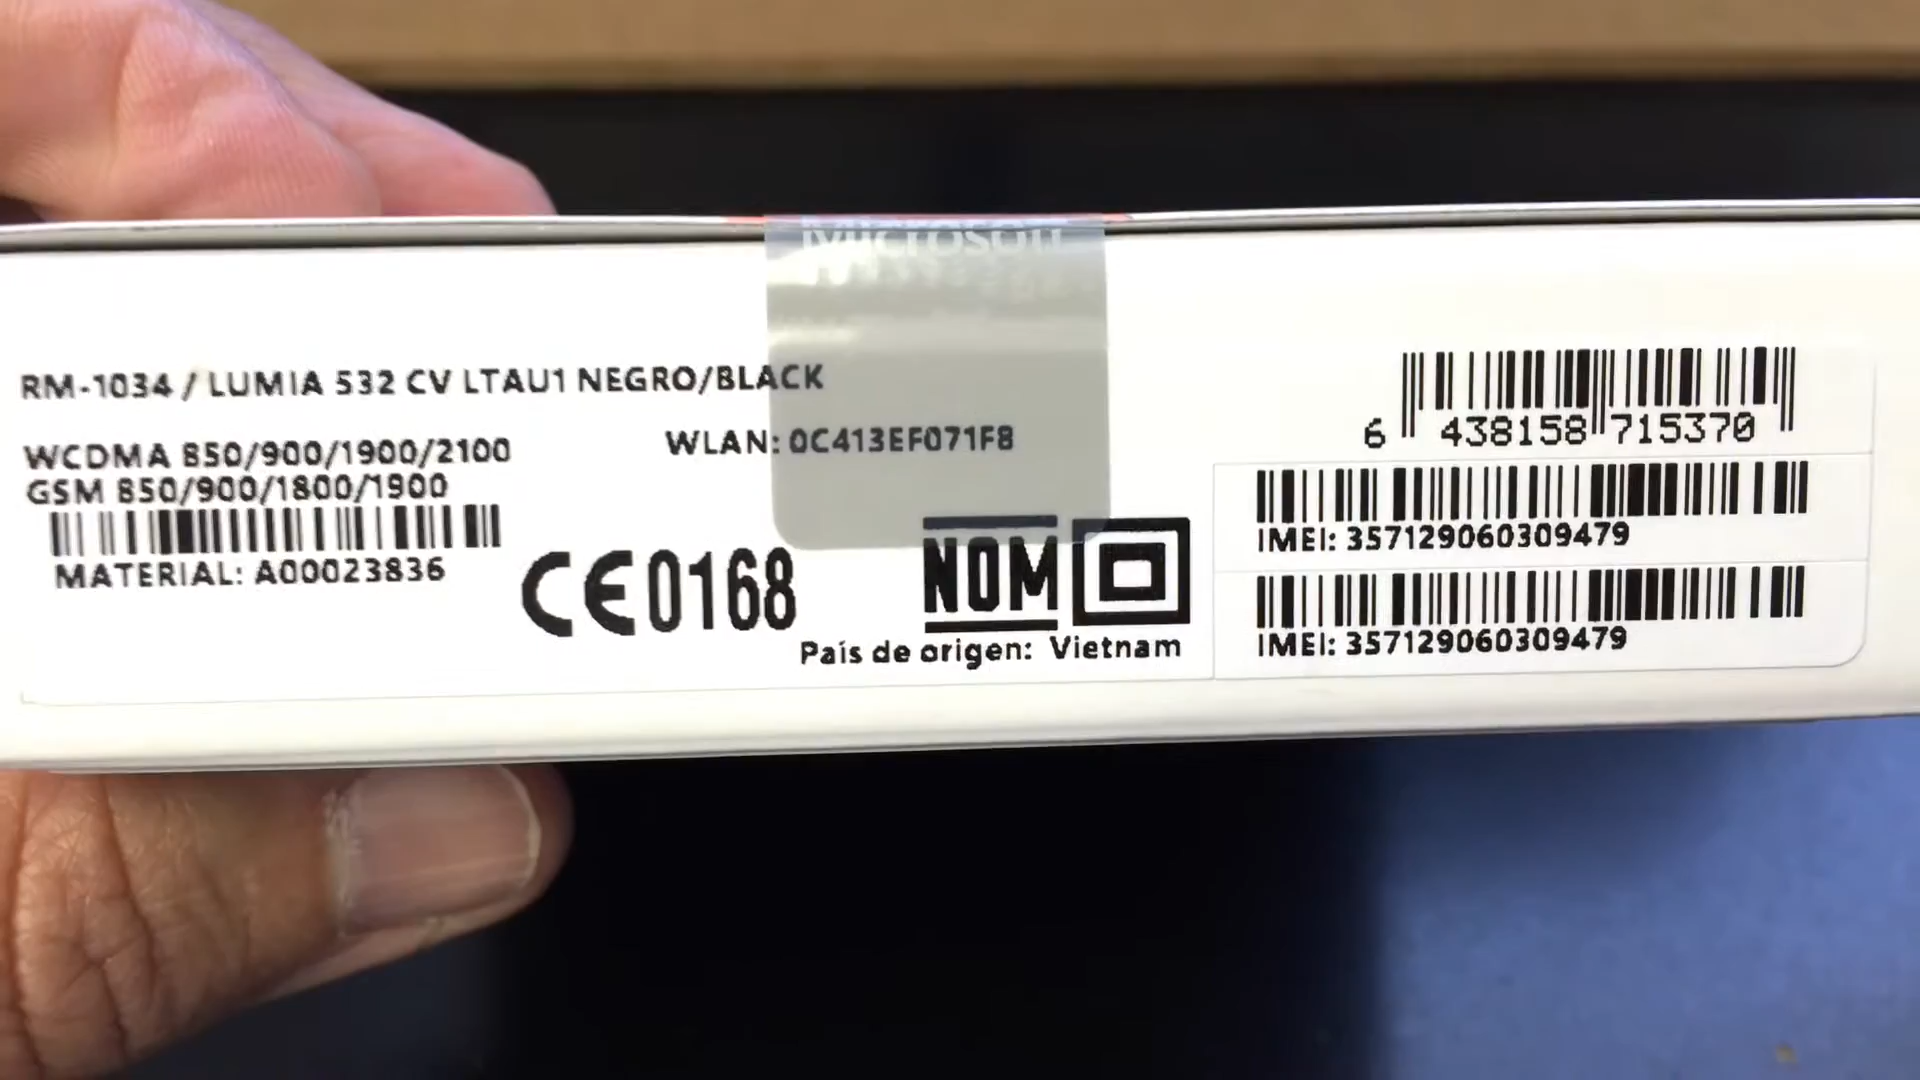 Microsoft
RM-1034 / LUMIA 532 CV LTAU1 NEGRO/BLACK
WCDMA 850/900/1900/2100
GSM 850/900/1800/1900
MATERIAL: A00023836
WLAN: 0C413EF071F8
CE0168
NOM
País de origen: Vietnam
6 438158 715370
IMEI: 357129060309479
IMEI: 357129060309479